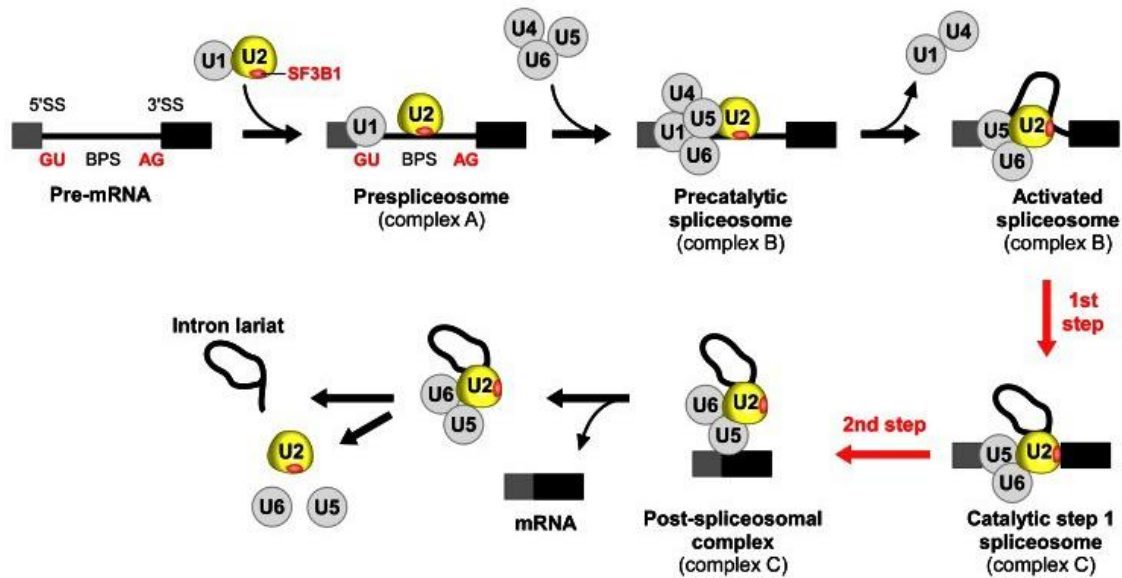 U1 U2
SF3B1
5'SS 3'SS
GU BPS AG
Pre-mRNA
U1 U2
GU BPS AG
Prespliceosome
(complex A)
U4 U5
U6
U4
U1 U5 U2
U6
Precatalytic
spliceosome
(complex B)
U4
U1
U5 U2
U6
Activated
spliceosome
(complex B)
1st
step
U5 U2
U6
Catalytic step 1
spliceosome
(complex C)
2nd step
U6 U2
U5
Post-spliceosomal
complex
(complex C)
mRNA
U6 U2
U5
Intron lariat
U2
U6 U5